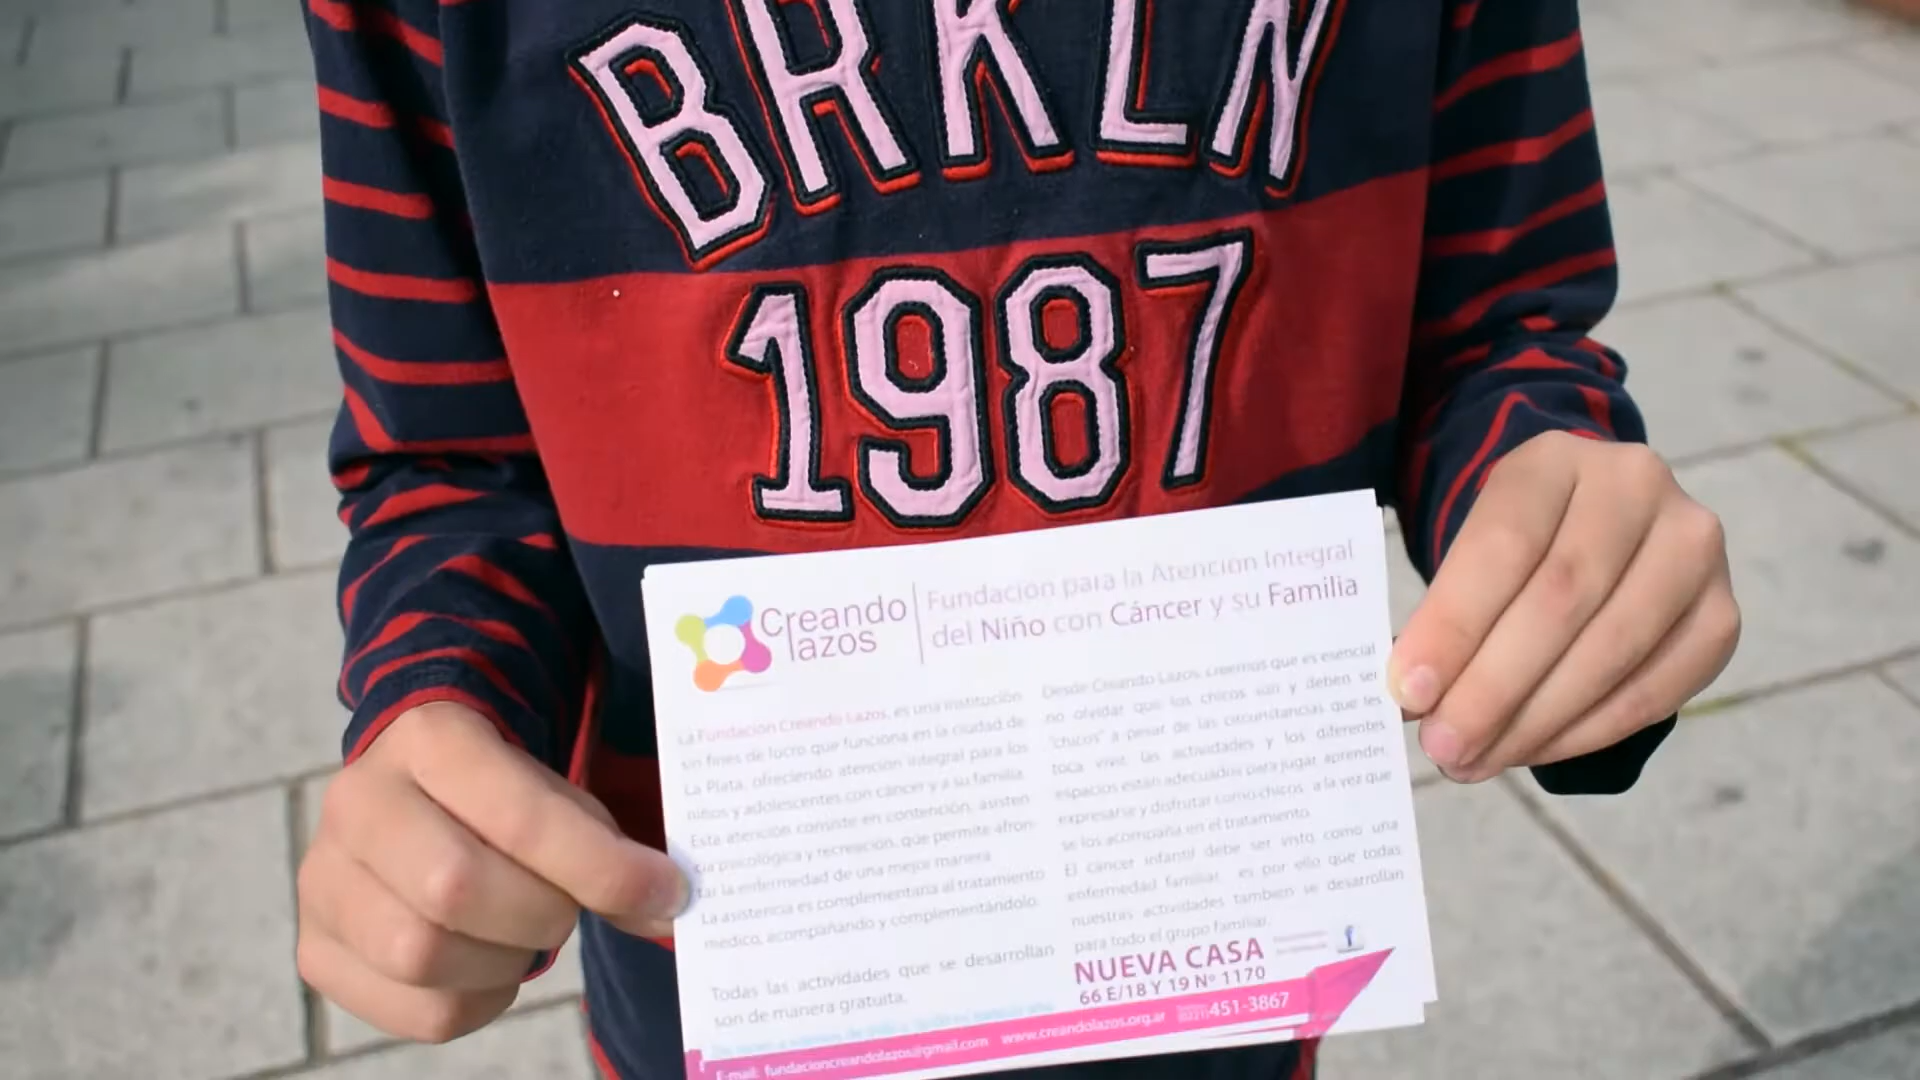 BRKLN
1987
Creando
lazos
Fundación para la Atención Integral
del Niño con Cáncer y su Familia
La Fundación Creando Lazos, es una institución
sin fines de lucro que funciona en la ciudad de
La Plata, ofreciendo atención integral para los
niños y adolescentes con cáncer y a su familia.
Esta atención consiste en contención, asisten-
cia psicológica y recreación, que permite afron-
tar la enfermedad de una mejor manera.
La asistencia es complementaria al tratamiento
médico, acompañando y complementándolo.
Todas las actividades que se desarrollan
son de manera gratuita.
Desde Creando Lazos, creemos que es esencial
no olvidar que los chicos son y deben ser
"chicos" a pesar de las circunstancias que les
toca vivir, las actividades y los diferentes
espacios están adecuados para jugar, aprender,
expresarse y disfrutar como chicos, a la vez que
se los acompaña en el tratamiento.
El cáncer infantil debe ser visto como una
enfermedad familiar, es por ello que todas
nuestras actividades también se desarrollan
para todo el grupo familiar.
NUEVA CASA
66 E/18 Y 19 Nº 1170
f
E-mail: fundacioncreandolazos@gmail.com www.creandolazos.org.ar (0221) 451-3867